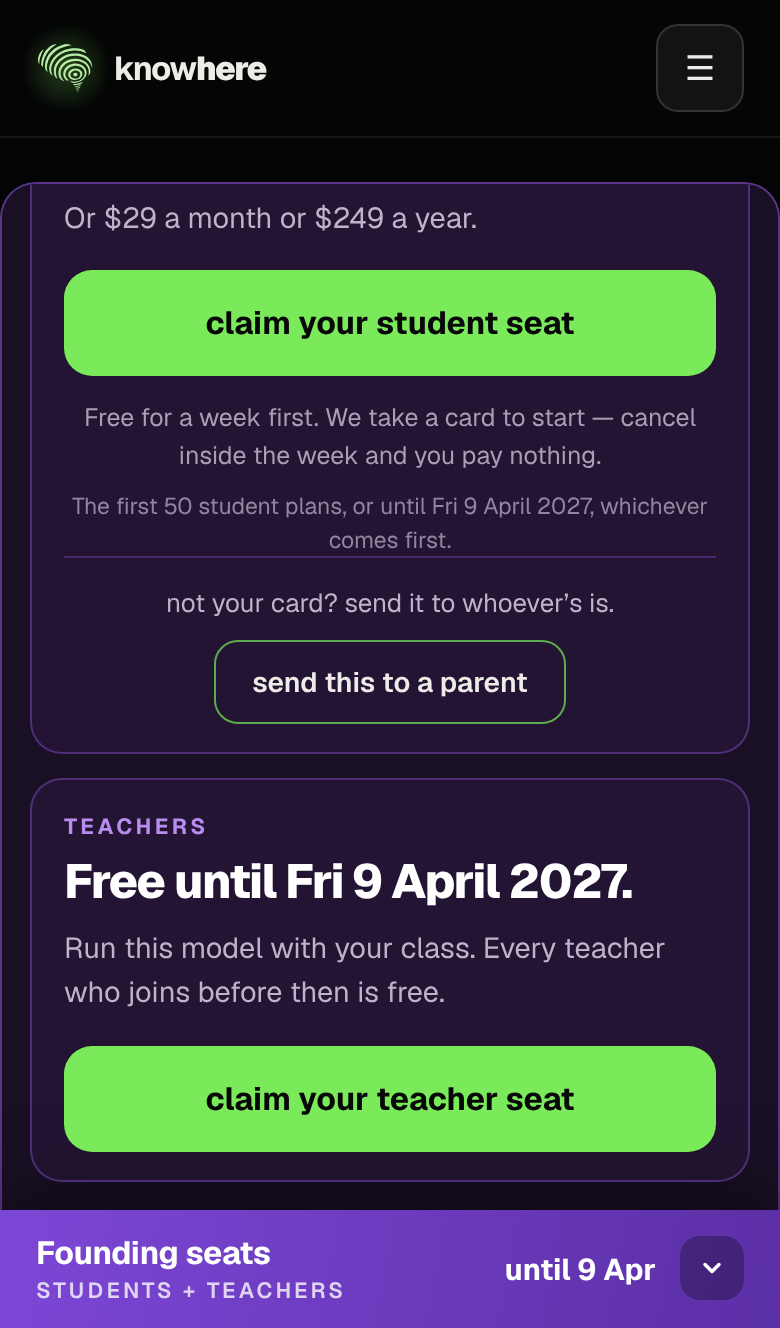 knowhere
Or $29 a month or $249 a year.
claim your student seat
Free for a week first. We take a card to start — cancel
inside the week and you pay nothing.
The first 50 student plans, or until Fri 9 April 2027, whichever
comes first.
not your card? send it to whoever’s is.
send this to a parent
TEACHERS
Free until Fri 9 April 2027.
Run this model with your class. Every teacher
who joins before then is free.
claim your teacher seat
Founding seats
STUDENTS + TEACHERS
until 9 Apr